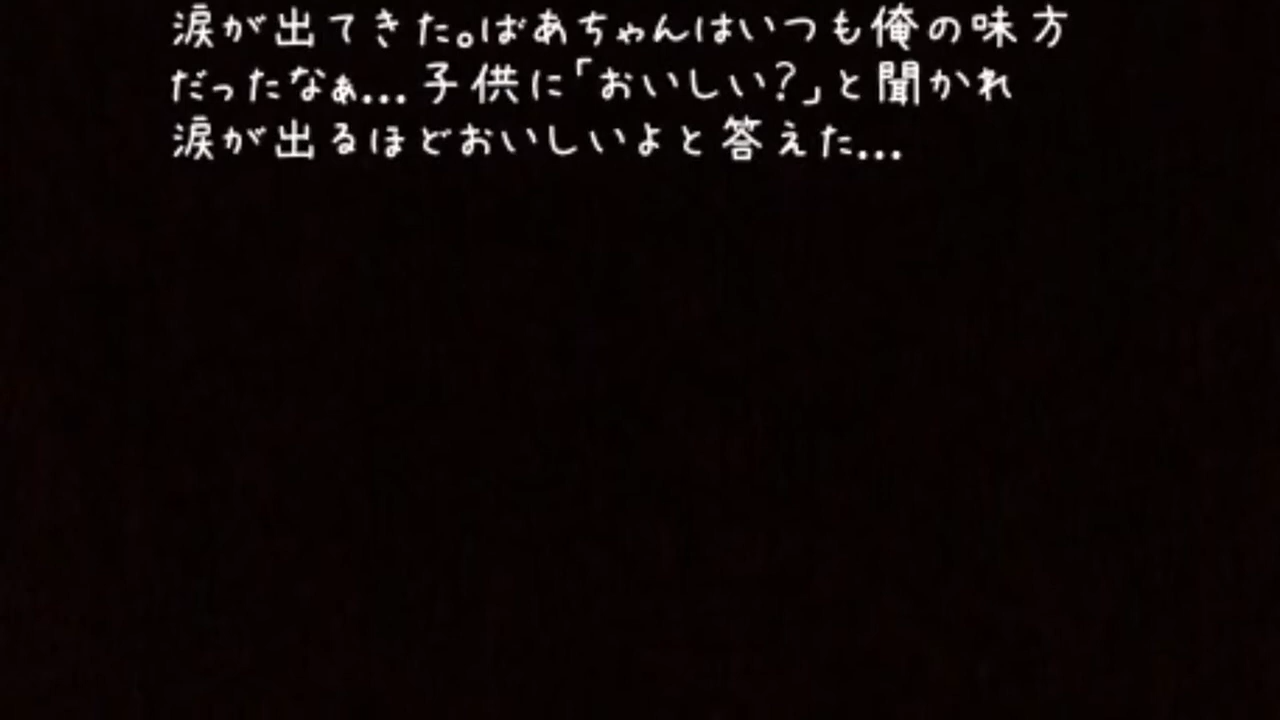 涙が出てきた。ばあちゃんはいつも俺の味方
だったなぁ...子供に「おいしい?」と聞かれ
涙が出るほどおいしいよと答えた...